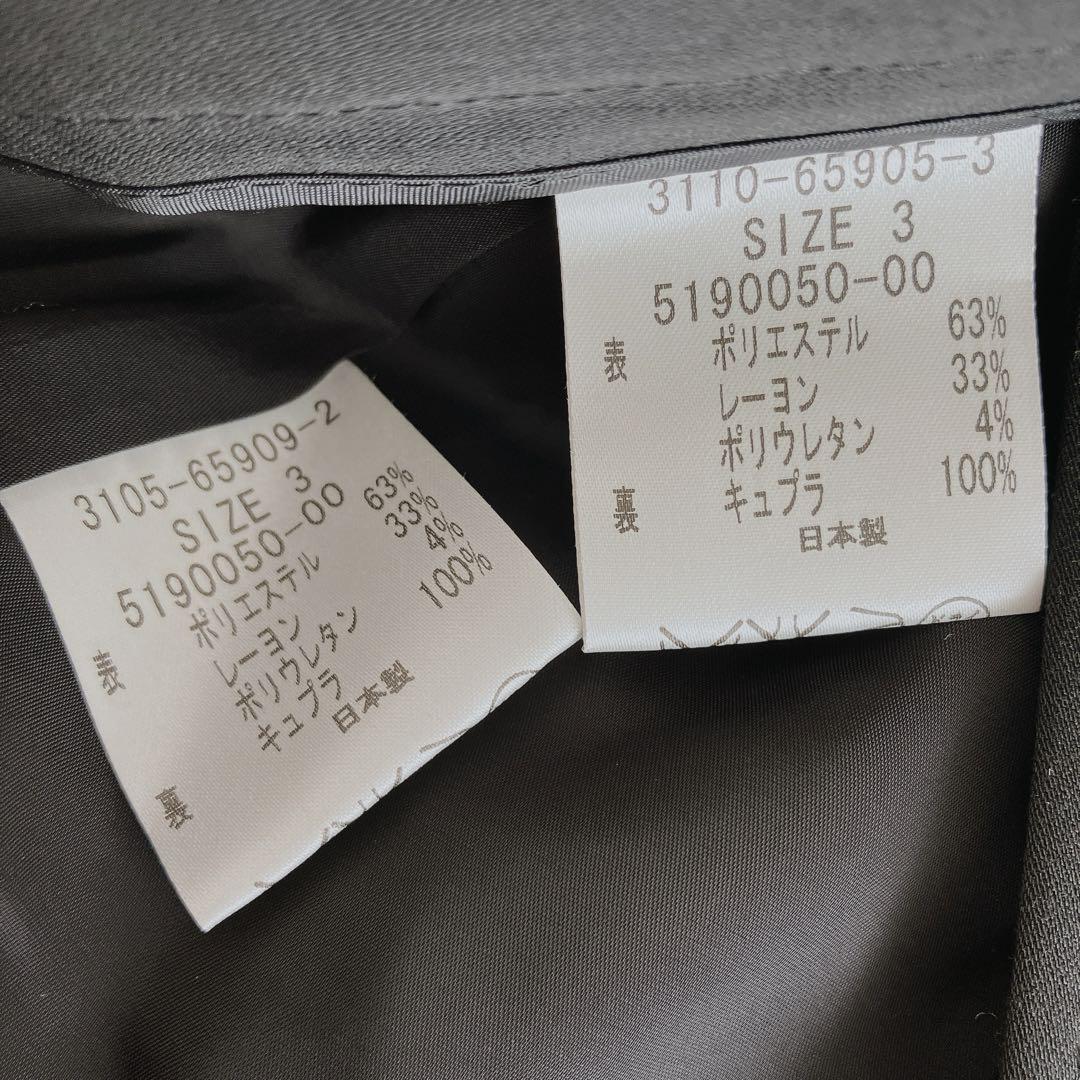 3110-65905-3
SIZE 3
5190050-00
表 ポリエステル 63%
レーヨン 33%
ポリウレタン 4%
裏 キュプラ 100%
日本製
3105-65909-2
SIZE 3
5190050-00
表 ポリエステル 63%
レーヨン 33%
ポリウレタン 4%
裏 キュプラ 100%
日本製